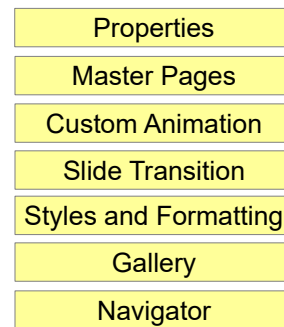 Properties
Master Pages
Custom Animation
Slide Transition
Styles and Formatting
Gallery
Navigator